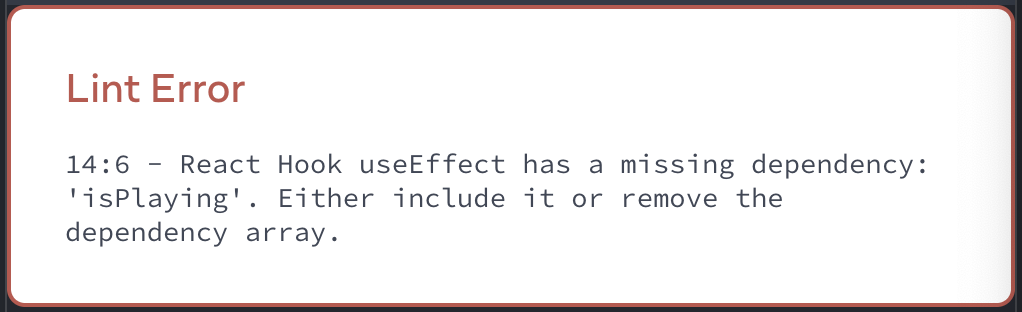 Lint Error
14:6 - React Hook useEffect has a missing dependency:
'isPlaying'. Either include it or remove the
dependency array.